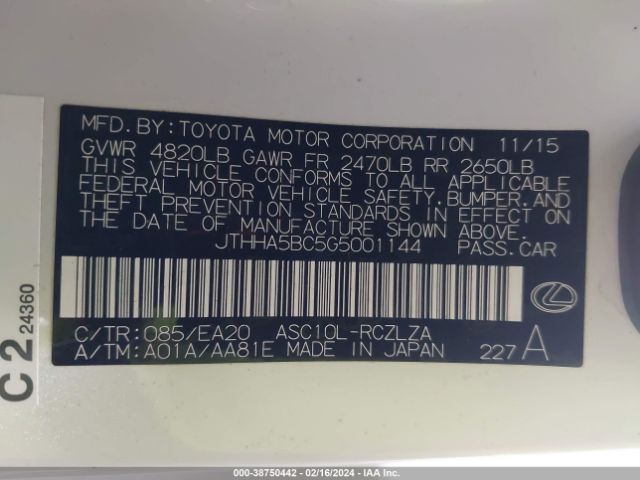 MFD.BY:TOYOTA MOTOR CORPORATION 11/15
GVWR 4820LB GAWR FR 2470LB RR 2650LB
THIS VEHICLE CONFORMS TO ALL APPLICABLE
FEDERAL MOTOR VEHICLE SAFETY,BUMPER,AND
THEFT PREVENTION STANDARDS IN EFFECT ON
THE DATE OF MANUFACTURE SHOWN ABOVE.
JTHHA5BC5G5001144 PASS.CAR
C/TR:085/EA20 ASC10L-RCZLZA
A/TM:A01A/AA81E MADE IN JAPAN 227 A
C2 24360
000-38750442 - 02/16/2024 - IAA Inc.